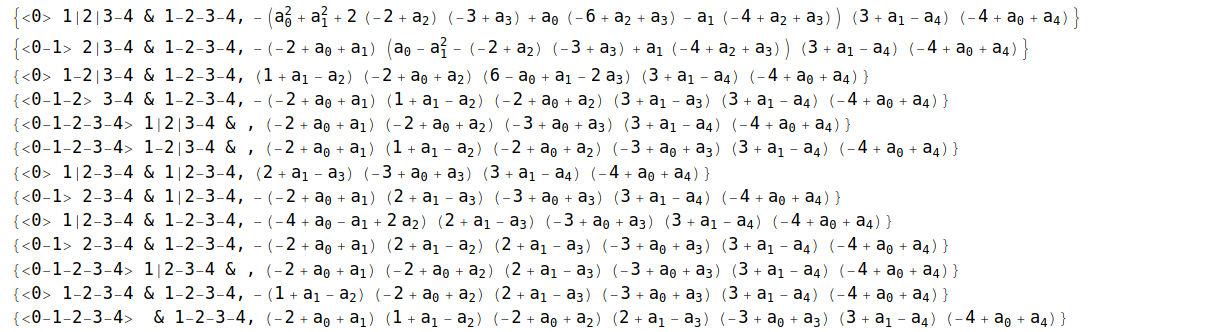 {<0> 1|2|3-4 & 1-2-3-4, -(a₀² + a₁² + 2 (-2 + a₂) (-3 + a₃) + a₀ (-6 + a₂ + a₃) - a₁ (-4 + a₂ + a₃)) (3 + a₁ - a₄) (-4 + a₀ + a₄)}
{<0-1> 2|3-4 & 1-2-3-4, -(-2 + a₀ + a₁) (a₀ - a₁² - (-2 + a₂) (-3 + a₃) + a₁ (-4 + a₂ + a₃)) (3 + a₁ - a₄) (-4 + a₀ + a₄)}
{<0> 1-2|3-4 & 1-2-3-4, (1 + a₁ - a₂) (-2 + a₀ + a₂) (6 - a₀ + a₁ - 2 a₃) (3 + a₁ - a₄) (-4 + a₀ + a₄)}
{<0-1-2> 3-4 & 1-2-3-4, -(-2 + a₀ + a₁) (1 + a₁ - a₂) (-2 + a₀ + a₂) (3 + a₁ - a₃) (3 + a₁ - a₄) (-4 + a₀ + a₄)}
{<0-1-2-3-4> 1|2|3-4 & , (-2 + a₀ + a₁) (-2 + a₀ + a₂) (-3 + a₀ + a₃) (3 + a₁ - a₄) (-4 + a₀ + a₄)}
{<0-1-2-3-4> 1-2|3-4 & , (-2 + a₀ + a₁) (1 + a₁ - a₂) (-2 + a₀ + a₂) (-3 + a₀ + a₃) (3 + a₁ - a₄) (-4 + a₀ + a₄)}
{<0> 1|2-3-4 & 1|2-3-4, (2 + a₁ - a₃) (-3 + a₀ + a₃) (3 + a₁ - a₄) (-4 + a₀ + a₄)}
{<0-1> 2-3-4 & 1|2-3-4, -(-2 + a₀ + a₁) (2 + a₁ - a₃) (-3 + a₀ + a₃) (3 + a₁ - a₄) (-4 + a₀ + a₄)}
{<0> 1|2-3-4 & 1-2-3-4, -(-4 + a₀ - a₁ + 2 a₂) (2 + a₁ - a₃) (-3 + a₀ + a₃) (3 + a₁ - a₄) (-4 + a₀ + a₄)}
{<0-1> 2-3-4 & 1-2-3-4, -(-2 + a₀ + a₁) (2 + a₁ - a₂) (2 + a₁ - a₃) (-3 + a₀ + a₃) (3 + a₁ - a₄) (-4 + a₀ + a₄)}
{<0-1-2-3-4> 1|2-3-4 & , (-2 + a₀ + a₁) (-2 + a₀ + a₂) (2 + a₁ - a₃) (-3 + a₀ + a₃) (3 + a₁ - a₄) (-4 + a₀ + a₄)}
{<0> 1-2-3-4 & 1-2-3-4, -(1 + a₁ - a₂) (-2 + a₀ + a₂) (2 + a₁ - a₃) (-3 + a₀ + a₃) (3 + a₁ - a₄) (-4 + a₀ + a₄)}
{<0-1-2-3-4>  & 1-2-3-4, (-2 + a₀ + a₁) (1 + a₁ - a₂) (-2 + a₀ + a₂) (2 + a₁ - a₃) (-3 + a₀ + a₃) (3 + a₁ - a₄) (-4 + a₀ + a₄)}